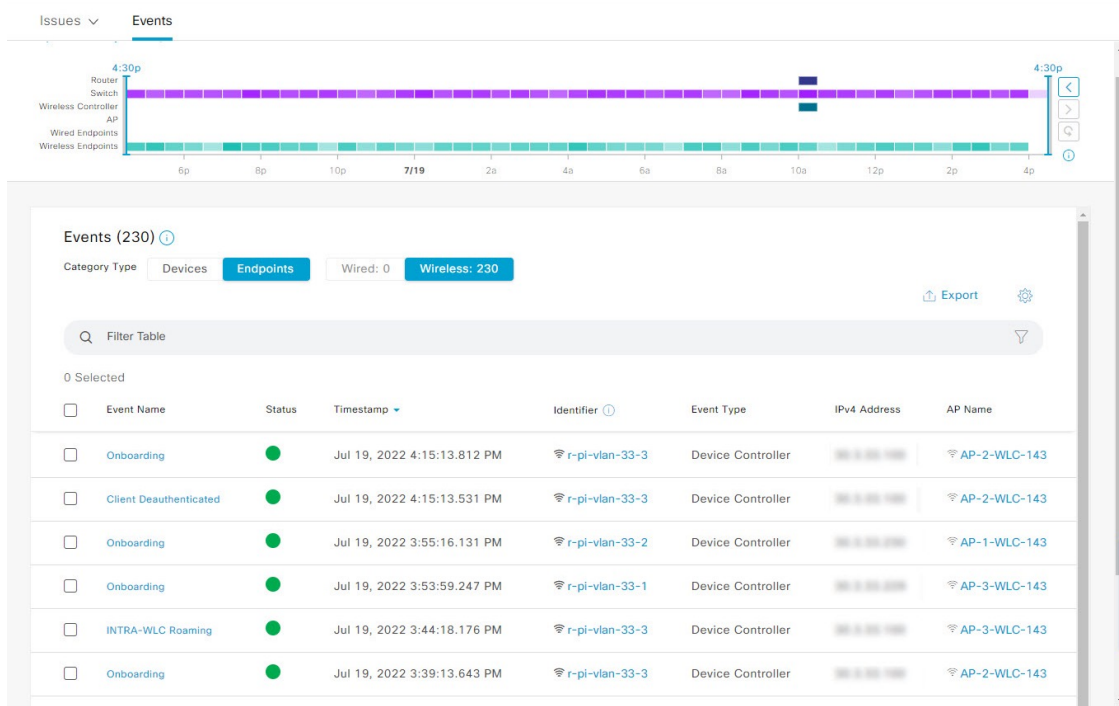 Issues Events
4:30p 4:30p
Router
Switch
Wireless Controller
AP
Wired Endpoints
Wireless Endpoints
6p 8p 10p 7/19 2a 4a 6a 8a 10a 12p 2p 4p
Events (230)
Category Type Devices Endpoints Wired: 0 Wireless: 230
Export
Filter Table
0 Selected
Event Name Status Timestamp Identifier Event Type IPv4 Address AP Name
Onboarding Jul 19, 2022 4:15:13.812 PM r-pi-vlan-33-3 Device Controller AP-2-WLC-143
Client Deauthenticated Jul 19, 2022 4:15:13.531 PM r-pi-vlan-33-3 Device Controller AP-2-WLC-143
Onboarding Jul 19, 2022 3:55:16.131 PM r-pi-vlan-33-2 Device Controller AP-1-WLC-143
Onboarding Jul 19, 2022 3:53:59.247 PM r-pi-vlan-33-1 Device Controller AP-3-WLC-143
INTRA-WLC Roaming Jul 19, 2022 3:44:18.176 PM r-pi-vlan-33-3 Device Controller AP-3-WLC-143
Onboarding Jul 19, 2022 3:39:13.643 PM r-pi-vlan-33-3 Device Controller AP-2-WLC-143